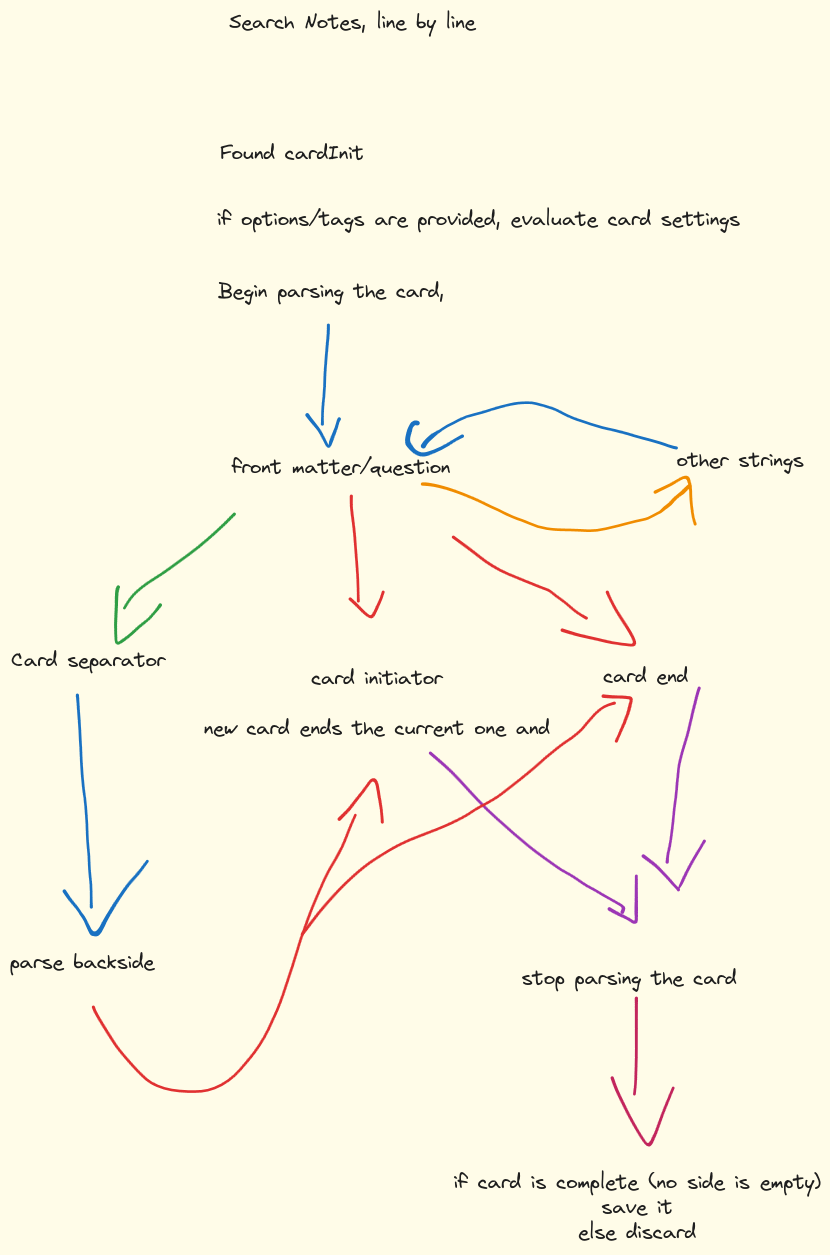 Search Notes, line by line
Found cardInit
if options/tags are provided, evaluate card settings
Begin parsing the card,
front matter/question
other strings
Card separator
card initiator
card end
new card ends the current one and
parse backside
stop parsing the card
if card is complete (no side is empty)
save it
else discard